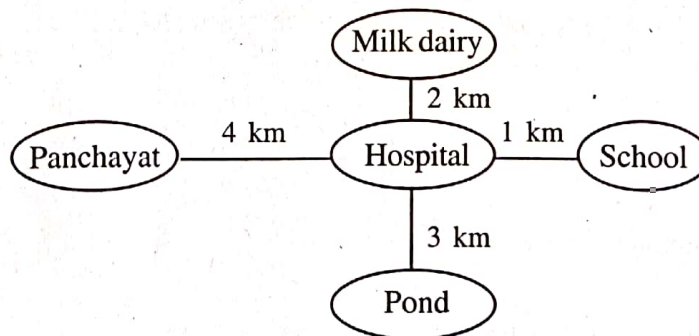 Milk dairy
2 km
4 km
1 km
Panchayat
Hospital
School
3 km
Pond